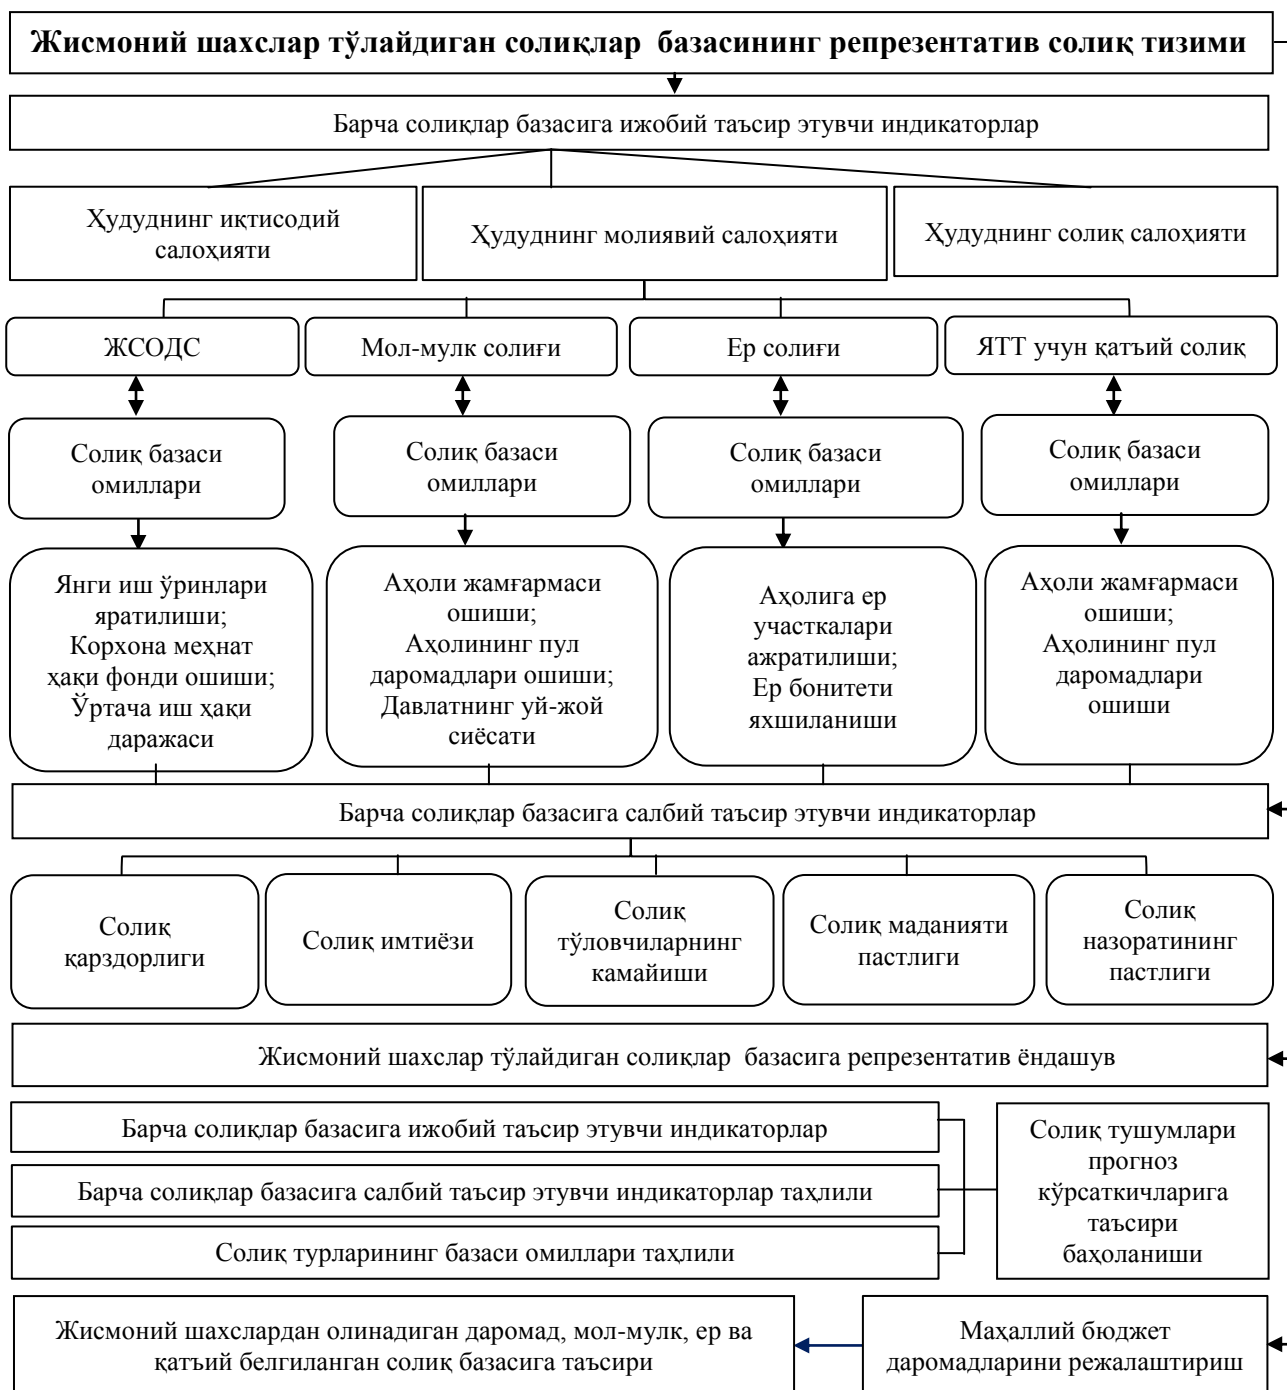 Жисмоний шахслар тўлайдиган солиқлар базасининг репрезентатив солиқ тизими
Барча солиқлар базасига ижобий таъсир этувчи индикаторлар
Ҳудуднинг иқтисодий
салоҳияти
Ҳудуднинг молиявий салоҳияти
Ҳудуднинг солиқ салоҳияти
ЖСОДС
Мол-мулк солиғи
Ер солиғи
ЯТТ учун қатъий солиқ
Солиқ базаси
омиллари
Солиқ базаси
омиллари
Солиқ базаси
омиллари
Солиқ базаси
омиллари
Янги иш ўринлари
яратилиши;
Корхона меҳнат
ҳақи фонди ошиши;
Ўртача иш ҳақи
даражаси
Аҳоли жамғармаси
ошиши;
Аҳолининг пул
даромадлари ошиши;
Давлатнинг уй-жой
сиёсати
Аҳолига ер
участкалари
ажратилиши;
Ер бонитети
яхшиланиши
Аҳоли жамғармаси
ошиши;
Аҳолининг пул
даромадлари
ошиши
Барча солиқлар базасига салбий таъсир этувчи индикаторлар
Солиқ
қарздорлиги
Солиқ имтиёзи
Солиқ
тўловчиларнинг
камайиши
Солиқ маданияти
пастлиги
Солиқ
назоратининг
пастлиги
Жисмоний шахслар тўлайдиган солиқлар базасига репрезентатив ёндашув
Барча солиқлар базасига ижобий таъсир этувчи индикаторлар
Барча солиқлар базасига салбий таъсир этувчи индикаторлар таҳлили
Солиқ турларининг базаси омиллари таҳлили
Солиқ тушумлари
прогноз
кўрсаткичларига
таъсири
баҳоланиши
Жисмоний шахслардан олинадиган даромад, мол-мулк, ер ва
қатъий белгиланган солиқ базасига таъсири
Маҳаллий бюджет
даромадларини режалаштириш